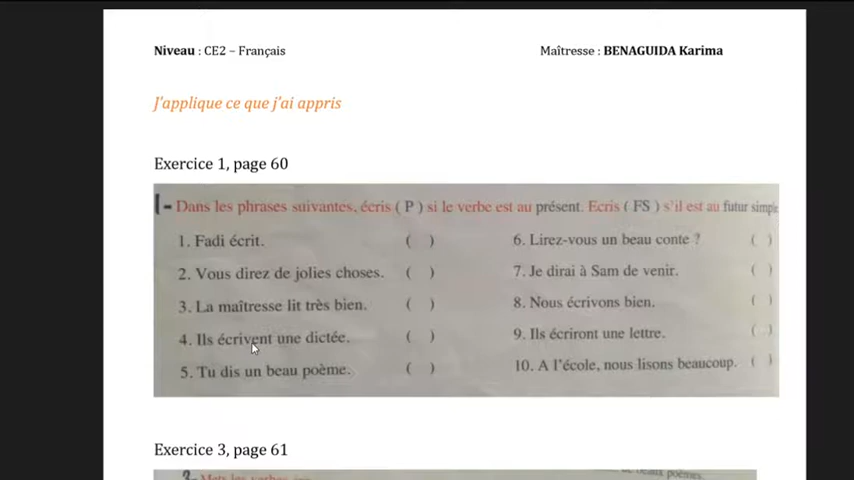 Niveau : CE2 – Français
Maîtresse : BENAGUIDA Karima
J'applique ce que j'ai appris
Exercice 1, page 60
1- Dans les phrases suivantes, écris ( P ) si le verbe est au présent. Ecris ( FS ) s'il est au futur simple
1. Fadi écrit. ( )
2. Vous direz de jolies choses. ( )
3. La maîtresse lit très bien. ( )
4. Ils écrivent une dictée. ( )
5. Tu dis un beau poème. ( )
6. Lirez-vous un beau conte ? ( )
7. Je dirai à Sam de venir. ( )
8. Nous écrivons bien. ( )
9. Ils écriront une lettre. ( )
10. A l'école, nous lisons beaucoup. ( )
Exercice 3, page 61